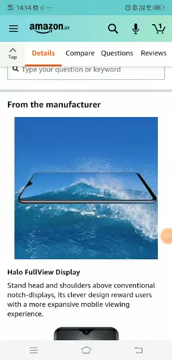 14:14
amazon.in
1
Top
Details
Compare
Questions
Reviews
Type your question or keyword
From the manufacturer
Halo FullView Display
Stand head and shoulders above conventional
notch-displays, its clever design reward users
with a more expansive mobile viewing
experience.